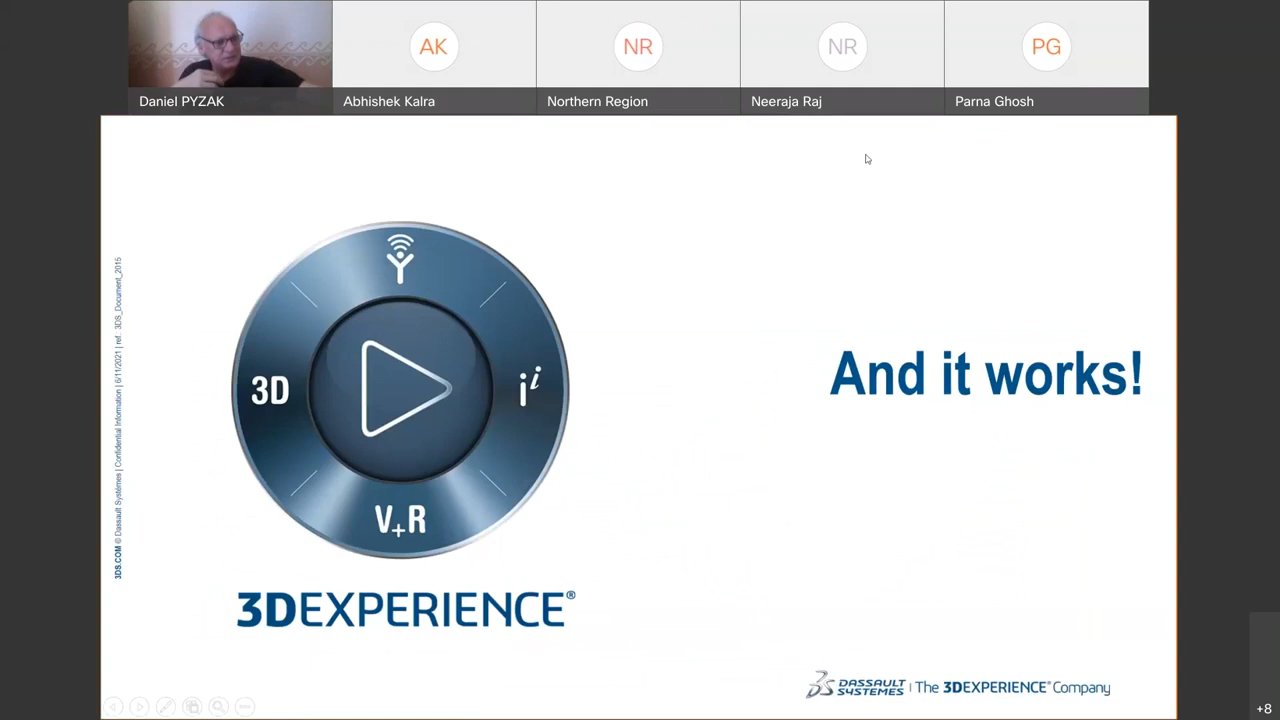 AK
NR
NR
PG
Daniel PYZAK
Abhishek Kalra
Northern Region
Neeraja Raj
Parna Ghosh
3DS.COM © Dassault Systèmes | Confidential Information | 6/11/2021 | ref.: 3DS_Document_2015
3D
i i
V+R
3DEXPERIENCE®
And it works!
DASSAULT SYSTEMES | The 3DEXPERIENCE® Company
+8